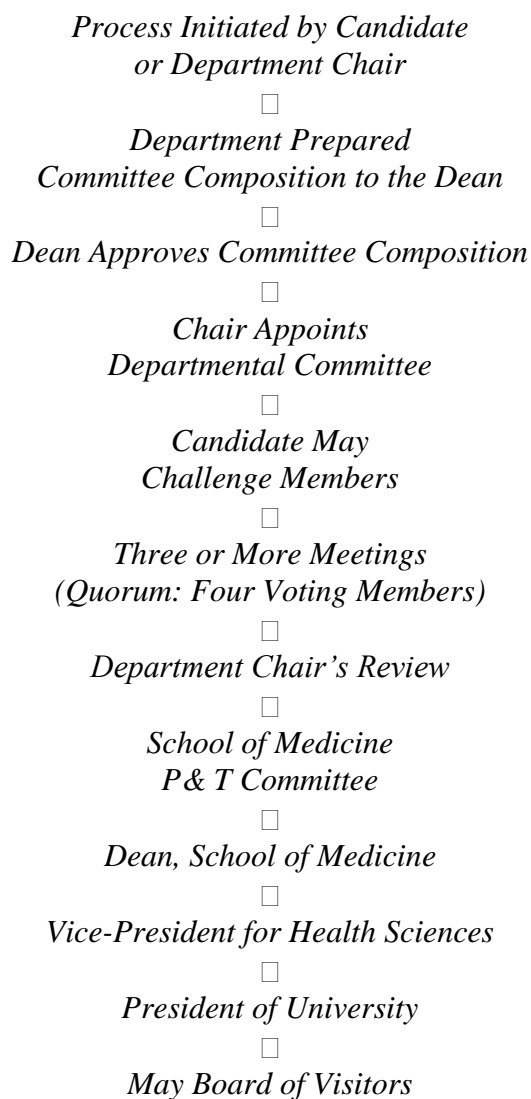 Process Initiated by Candidate
or Department Chair
Department Prepared
Committee Composition to the Dean
Dean Approves Committee Composition
Chair Appoints
Departmental Committee
Candidate May
Challenge Members
Three or More Meetings
(Quorum: Four Voting Members)
Department Chair’s Review
School of Medicine
P& T Committee
Dean, School of Medicine
Vice-President for Health Sciences
President of University
May Board of Visitors